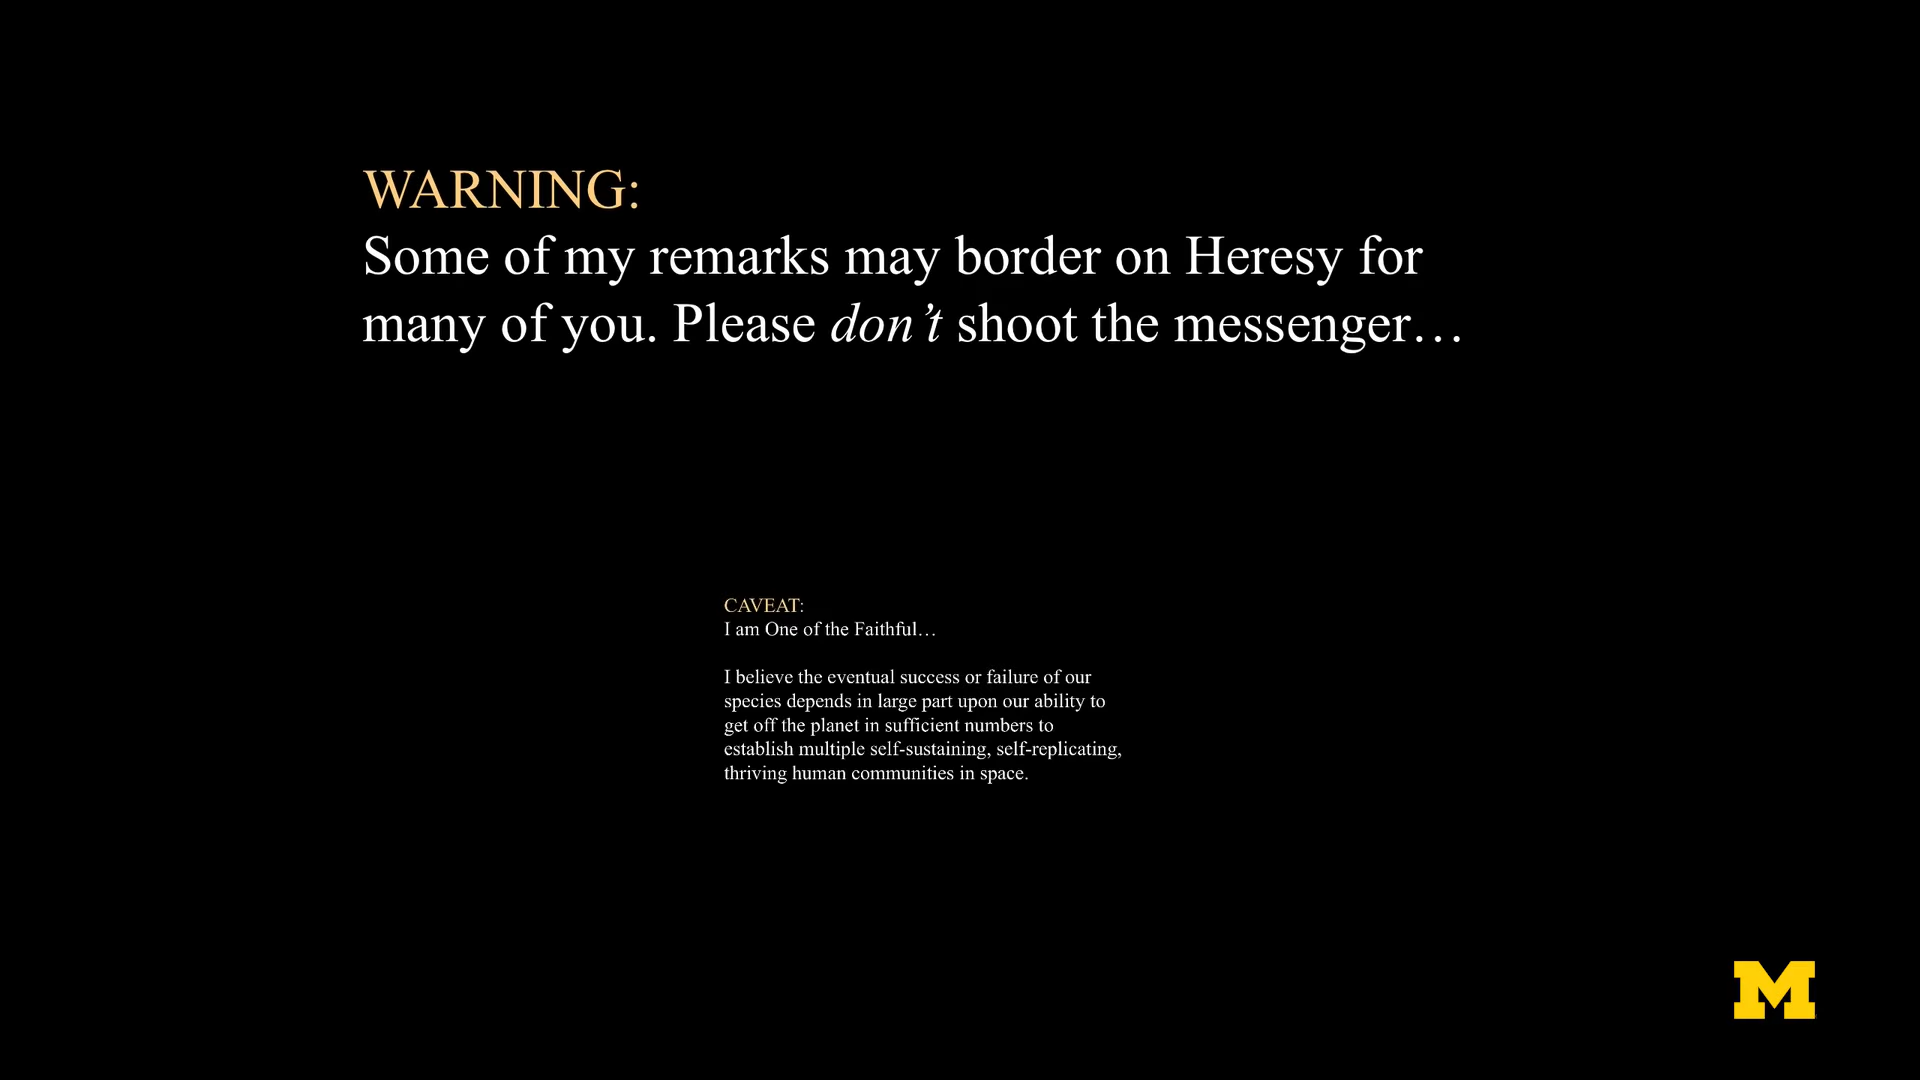 WARNING:
Some of my remarks may border on Heresy for
many of you. Please don’t shoot the messenger…
CAVEAT:
I am One of the Faithful…
I believe the eventual success or failure of our
species depends in large part upon our ability to
get off the planet in sufficient numbers to
establish multiple self-sustaining, self-replicating,
thriving human communities in space.
M